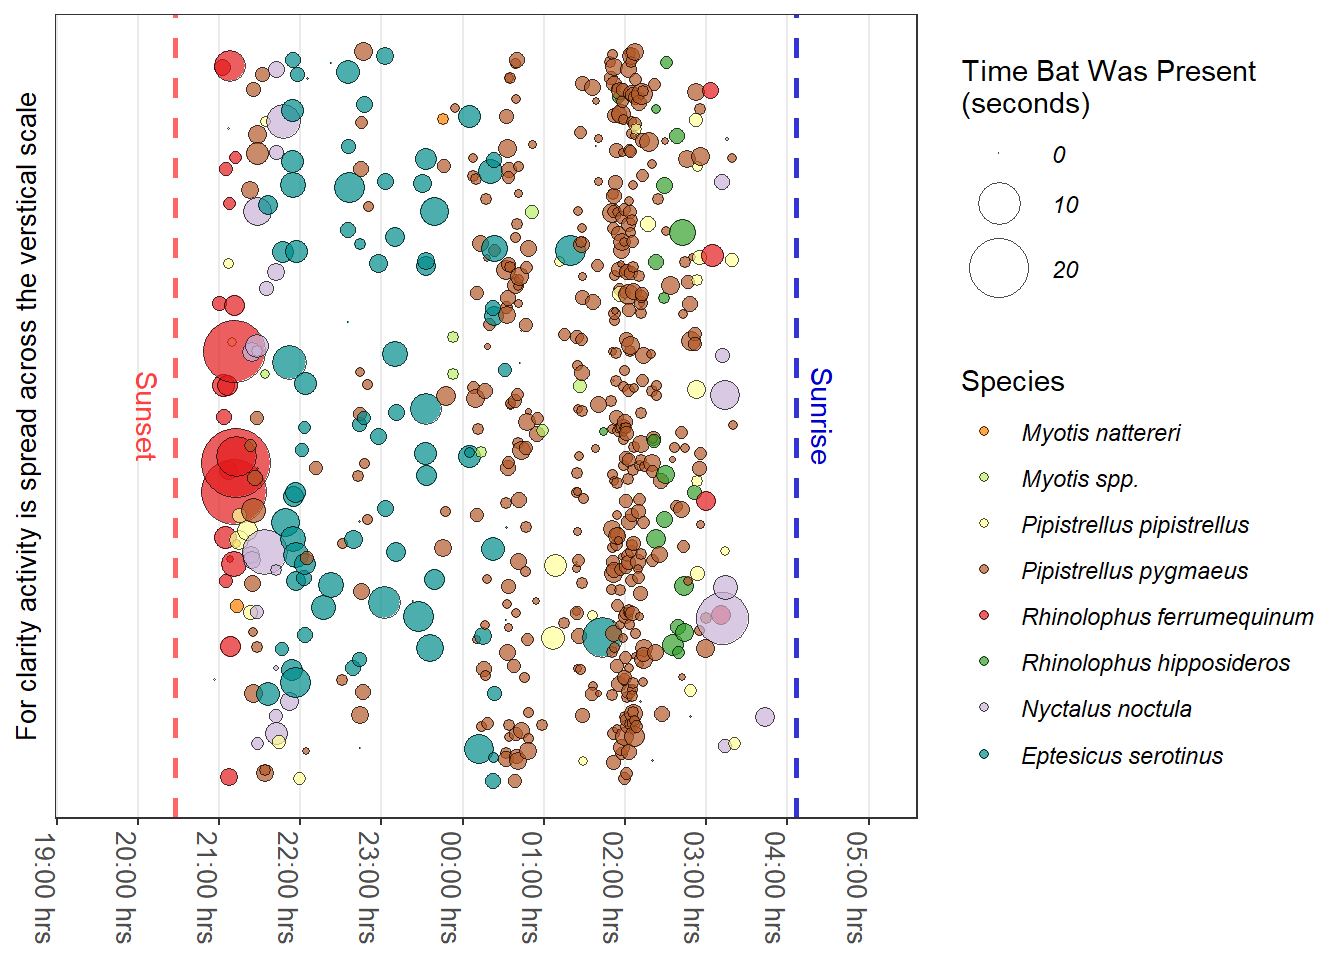 For clarity activity is spread across the verstical scale
Sunset
Sunrise
19:00 hrs
20:00 hrs
21:00 hrs
22:00 hrs
23:00 hrs
00:00 hrs
01:00 hrs
02:00 hrs
03:00 hrs
04:00 hrs
05:00 hrs
Time Bat Was Present
(seconds)
0
10
20
Species
Myotis nattereri
Myotis spp.
Pipistrellus pipistrellus
Pipistrellus pygmaeus
Rhinolophus ferrumequinum
Rhinolophus hipposideros
Nyctalus noctula
Eptesicus serotinus